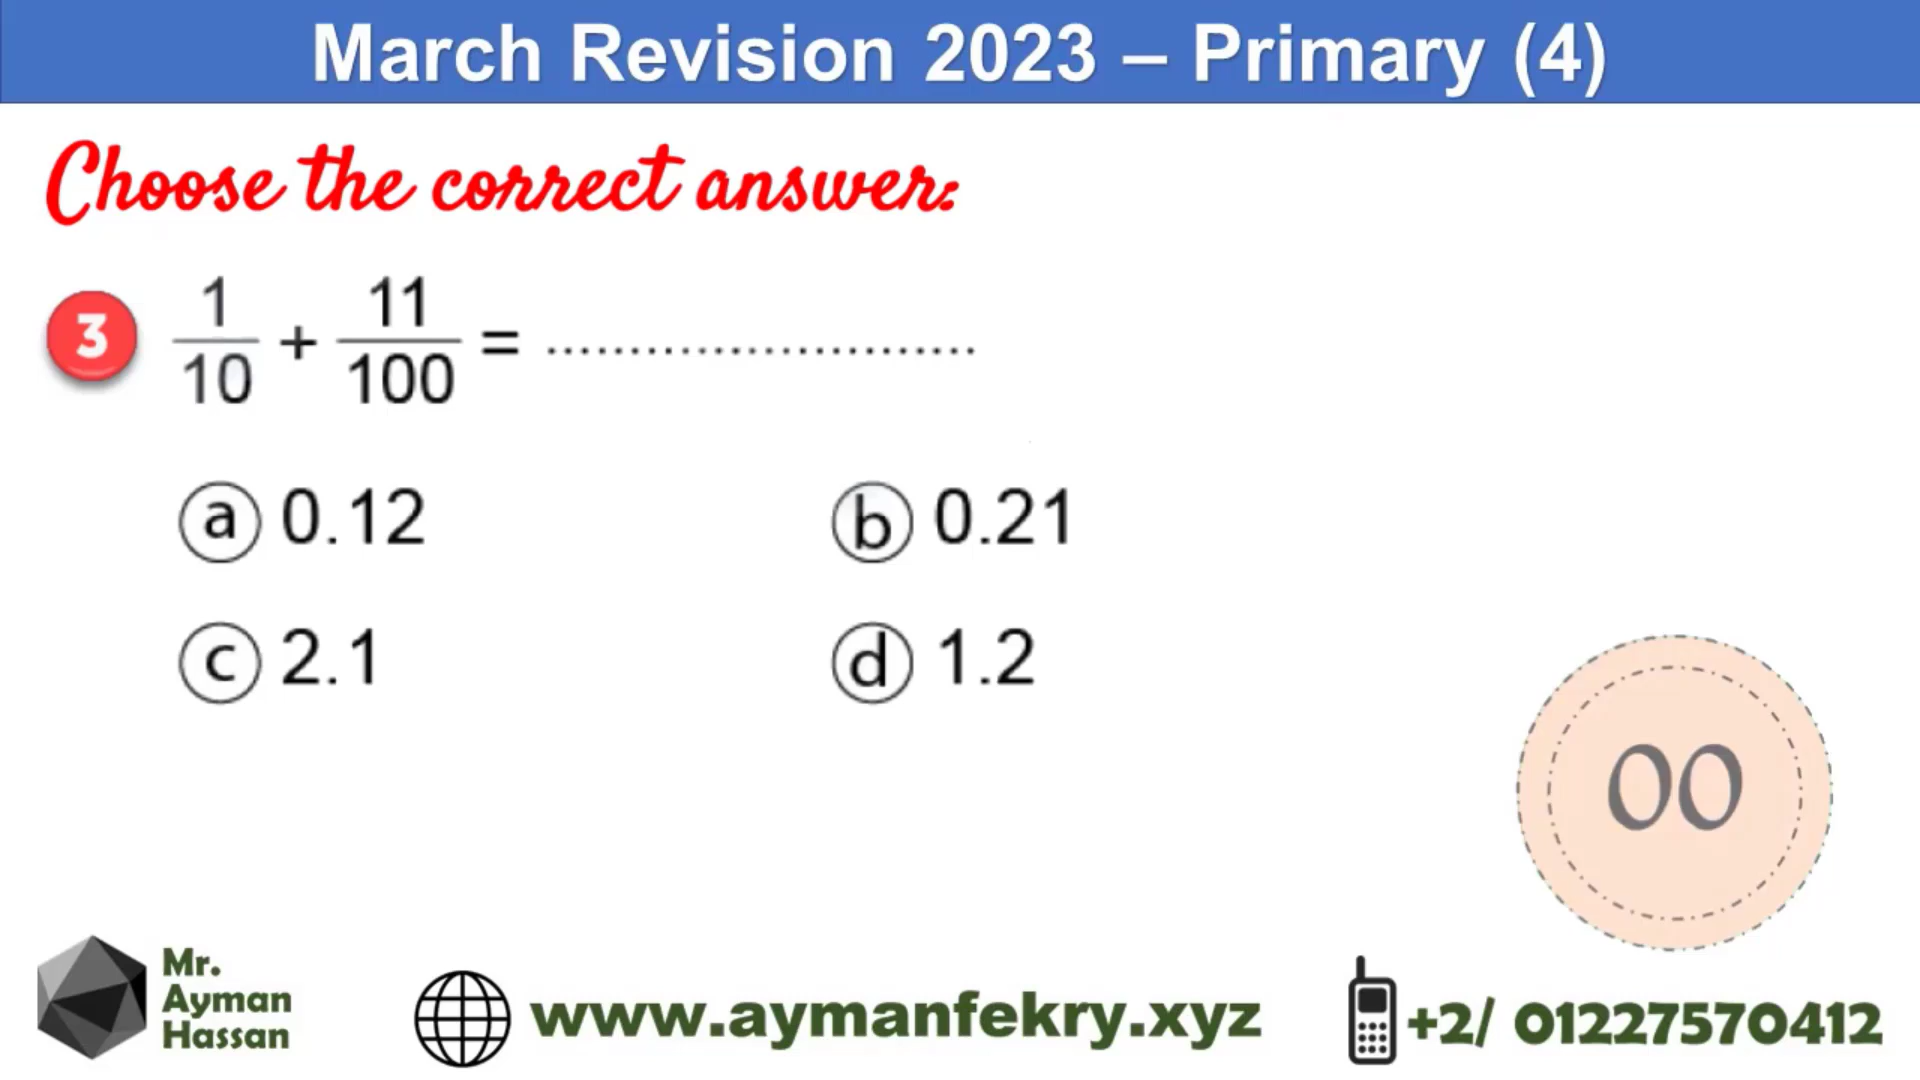 March Revision 2023 – Primary (4)
Choose the correct answer:
3 1/10 + 11/100 = ..........................
a 0.12
b 0.21
c 2.1
d 1.2
00
Mr.
Ayman
Hassan
www.aymanfekry.xyz
+2/ 01227570412